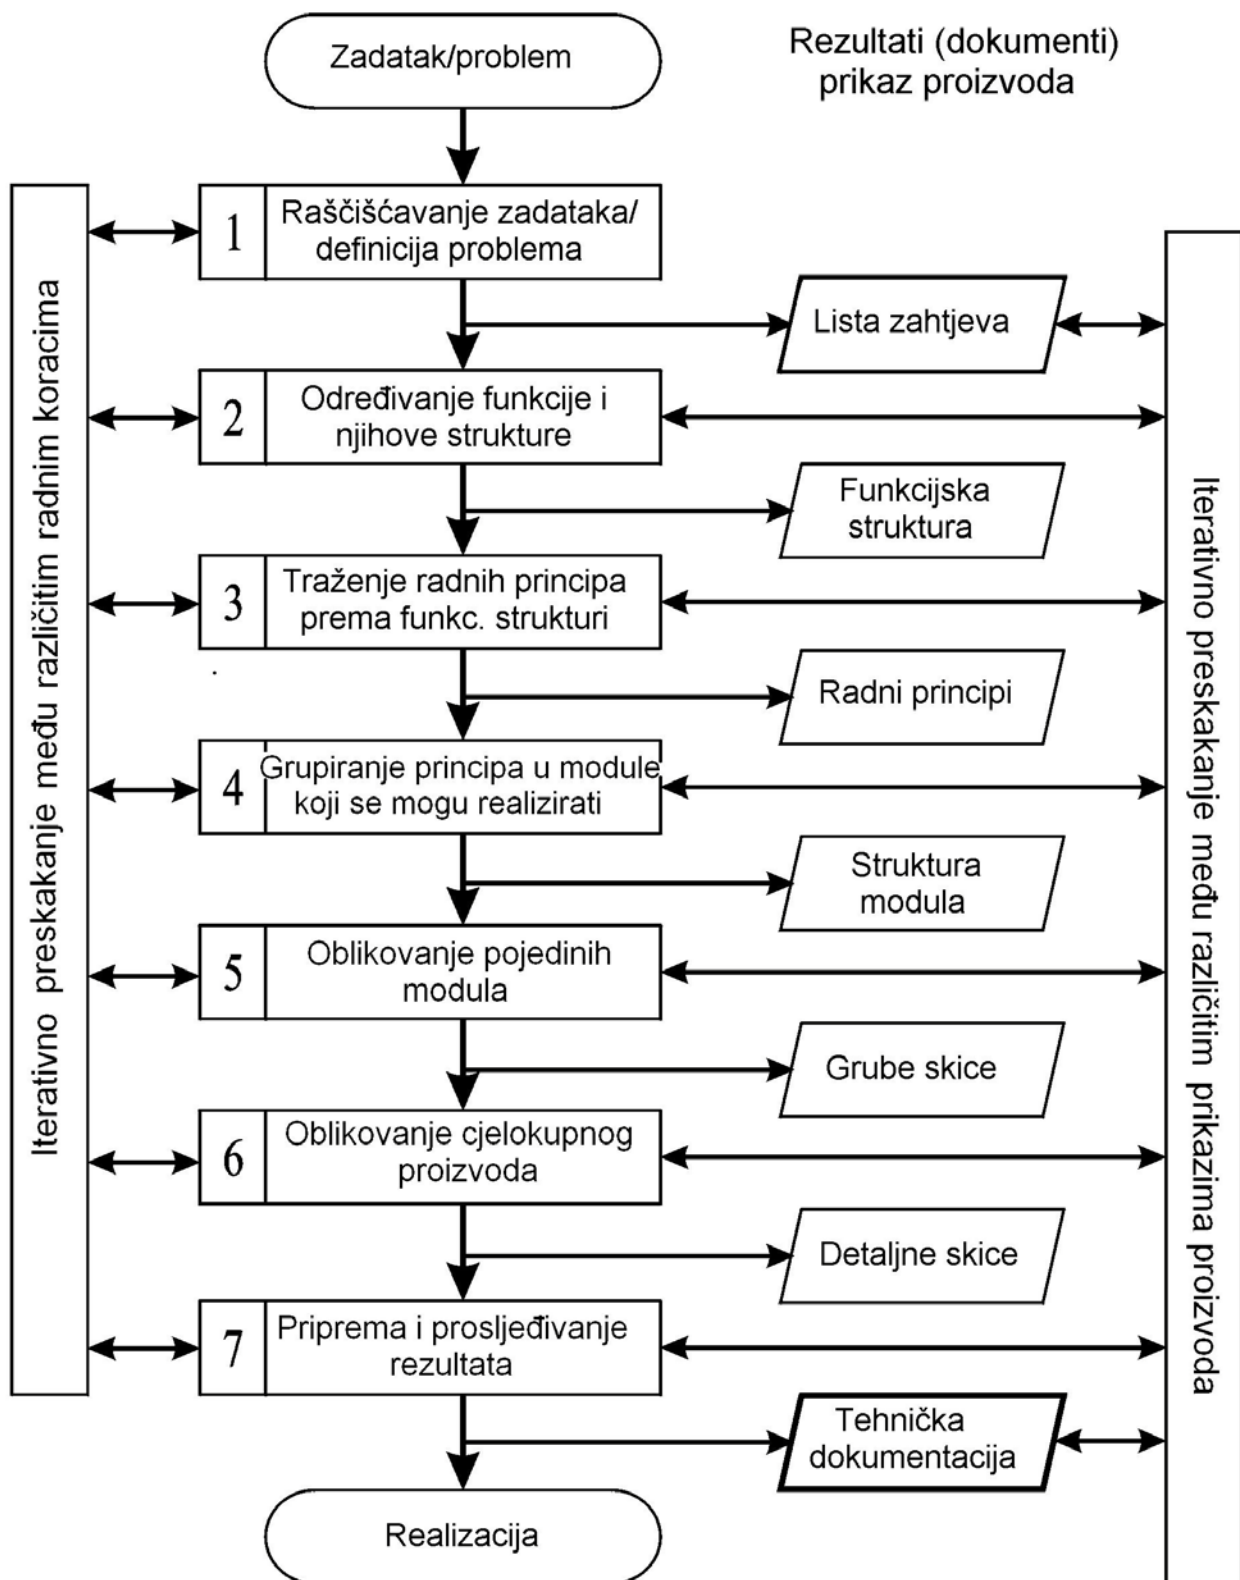 Zadatak/problem
Rezultati (dokumenti)
prikaz proizvoda
1
Raščišćavanje zadataka/
definicija problema
Lista zahtjeva
2
Određivanje funkcije i
njihove strukture
Funkcijska
struktura
3
Traženje radnih principa
prema funkc. strukturi
Radni principi
4
Grupiranje principa u module
koji se mogu realizirati
Struktura
modula
5
Oblikovanje pojedinih
modula
Grube skice
6
Oblikovanje cjelokupnog
proizvoda
Detaljne skice
7
Priprema i prosljeđivanje
rezultata
Tehnička
dokumentacija
Realizacija
Iterativno preskakanje među različitim radnim koracima
Iterativno preskakanje među različitim prikazima proizvoda